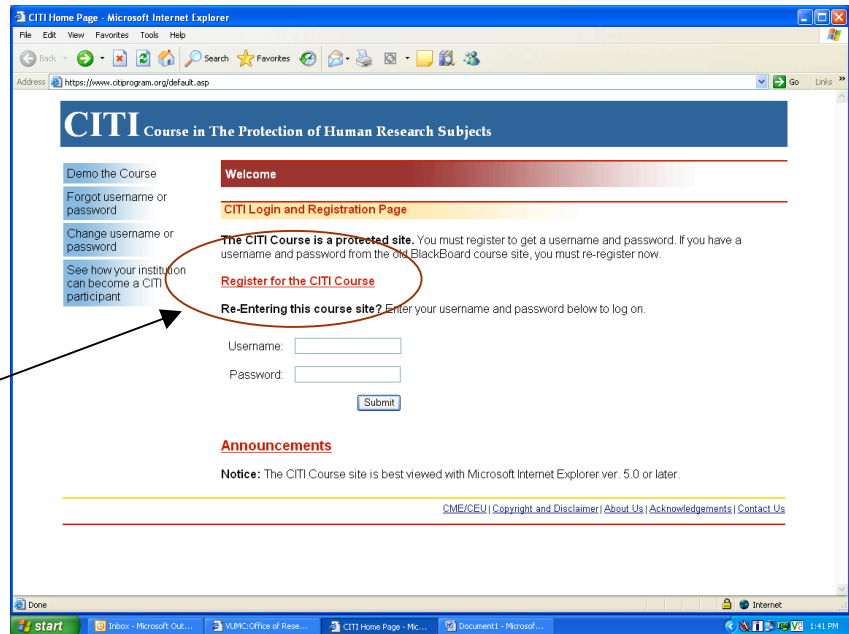 CITI Home Page - Microsoft Internet Explorer
File Edit View Favorites Tools Help
Back Search Favorites
Address https://www.citiprogram.org/default.asp Go Links »
CITI Course in The Protection of Human Research Subjects
Demo the Course
Forgot username or
password
Change username or
password
See how your institution
can become a CITI
participant
Welcome
CITI Login and Registration Page
The CITI Course is a protected site. You must register to get a username and password. If you have a
username and password from the old BlackBoard course site, you must re-register now.
Register for the CITI Course
Re-Entering this course site? Enter your username and password below to log on.
Username:
Password:
Submit
Announcements
Notice: The CITI Course site is best viewed with Microsoft Internet Explorer ver. 5.0 or later.
CME/CEU | Copyright and Disclaimer | About Us | Acknowledgements | Contact Us
Done Internet
start Inbox - Microsoft Out... VUMC:Office of Rese... CITI Home Page - Mic... Document1 - Microsof... 1:41 PM